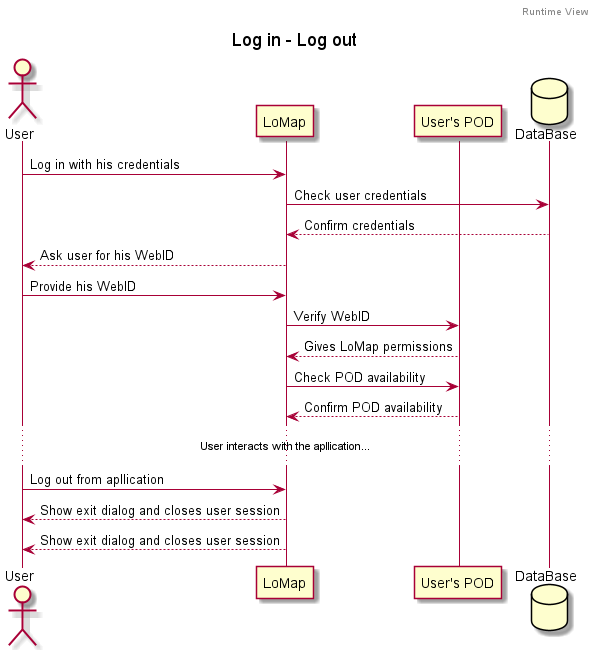 Runtime View
Log in - Log out
User
LoMap
User's POD
DataBase
Log in with his credentials
Check user credentials
Confirm credentials
Ask user for his WebID
Provide his WebID
Verify WebID
Gives LoMap permissions
Check POD availability
Confirm POD availability
User interacts with the apllication...
Log out from apllication
Show exit dialog and closes user session
Show exit dialog and closes user session
User
LoMap
User's POD
DataBase